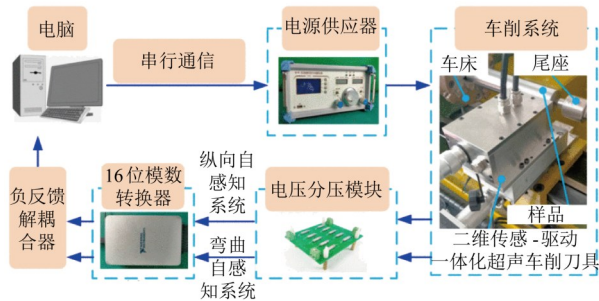 电脑
串行通信
电源供应器
车削系统
车床
尾座
样品
二维传感-驱动
一体化超声车削刀具
电压分压模块
纵向自
感知
系统
弯曲
自感
知系统
16位模数
转换器
负反馈
解耦
合器